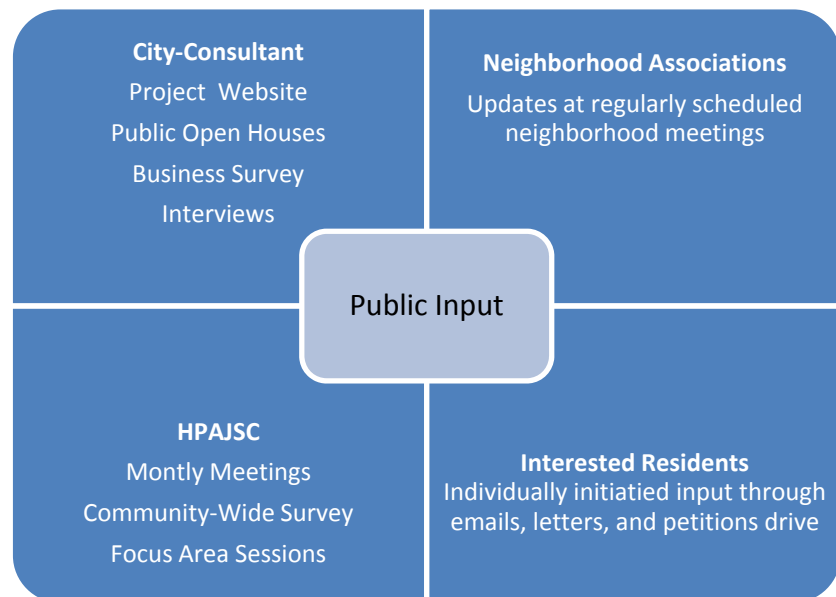 City-Consultant
Project Website
Public Open Houses
Business Survey
Interviews
Neighborhood Associations
Updates at regularly scheduled
neighborhood meetings
Public Input
HPAJSC
Montly Meetings
Community-Wide Survey
Focus Area Sessions
Interested Residents
Individually initiatied input through
emails, letters, and petitions drive